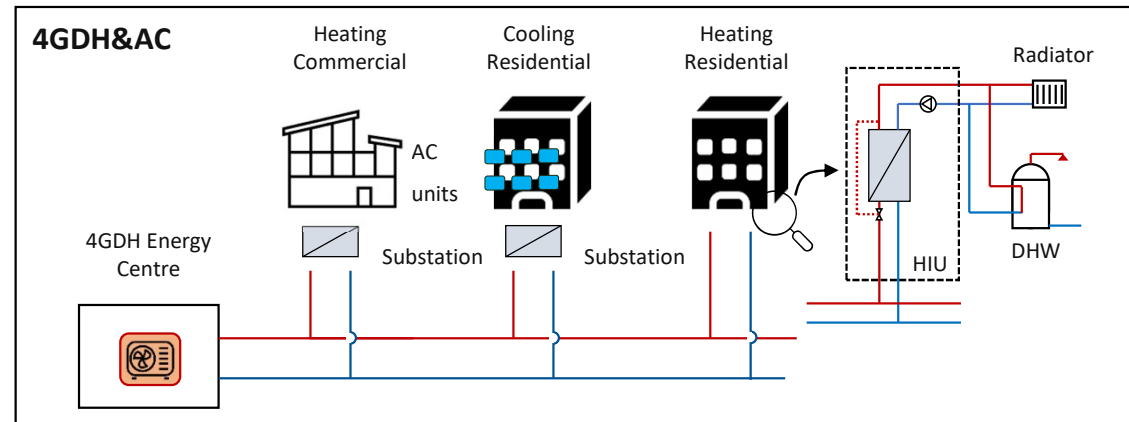 4GDH&AC
Heating
Commercial
Cooling
Residential
Heating
Residential
Radiator
AC
units
4GDH Energy
Centre
Substation
Substation
HIU
DHW